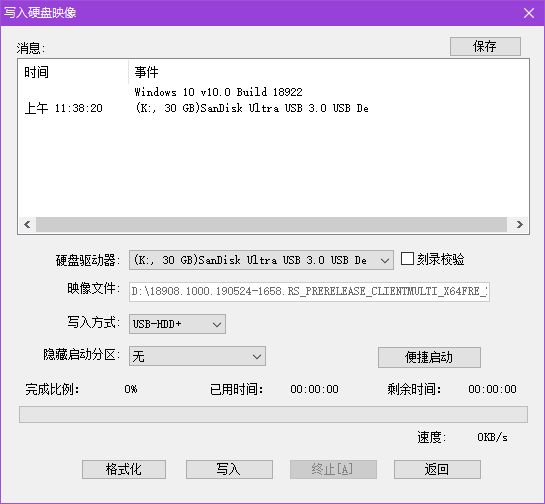 写入硬盘映像
消息:
保存
时间 事件
Windows 10 v10.0 Build 18922
上午 11:38:20 (K:, 30 GB)SanDisk Ultra USB 3.0 USB De
硬盘驱动器: (K:, 30 GB)SanDisk Ultra USB 3.0 USB De 刻录校验
映像文件: D:\18908.1000.190524-1658.RS_PRERELEASE_CLIENTMULTI_X64FRE_
写入方式: USB-HDD+
隐藏启动分区: 无 便捷启动
完成比例: 0% 已用时间: 00:00:00 剩余时间: 00:00:00
速度: 0KB/s
格式化 写入 终止[A] 返回